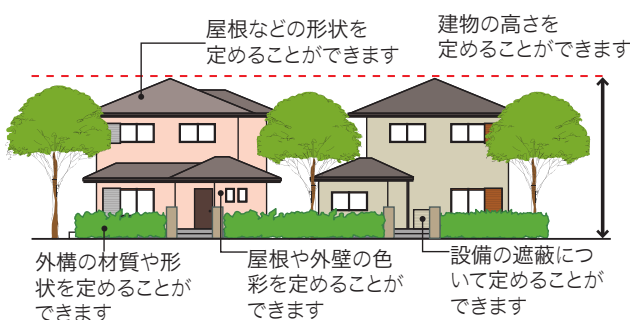 屋根などの形状を
定めることができます
建物の高さを
定めることができます
外構の材質や形
状を定めることが
できます
屋根や外壁の色
彩を定めることが
できます
設備の遮蔽につ
いて定めることが
できます